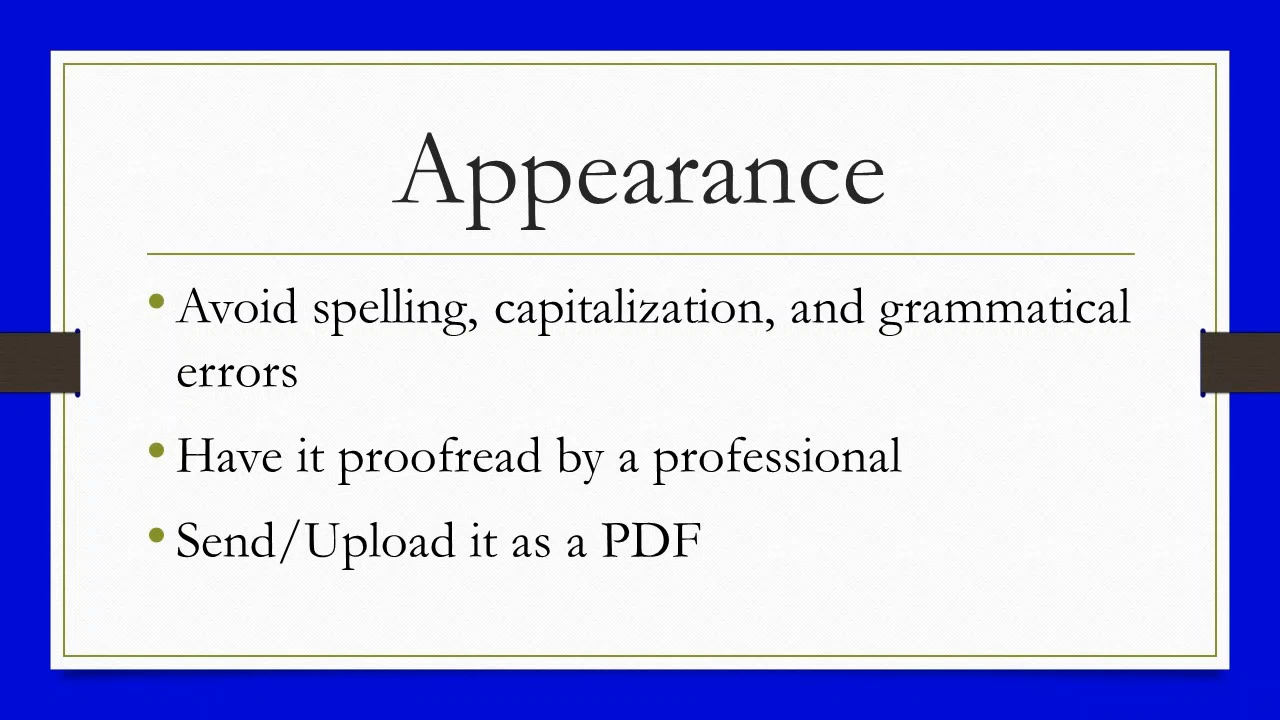 Appearance
• Avoid spelling, capitalization, and grammatical
errors
• Have it proofread by a professional
• Send/Upload it as a PDF